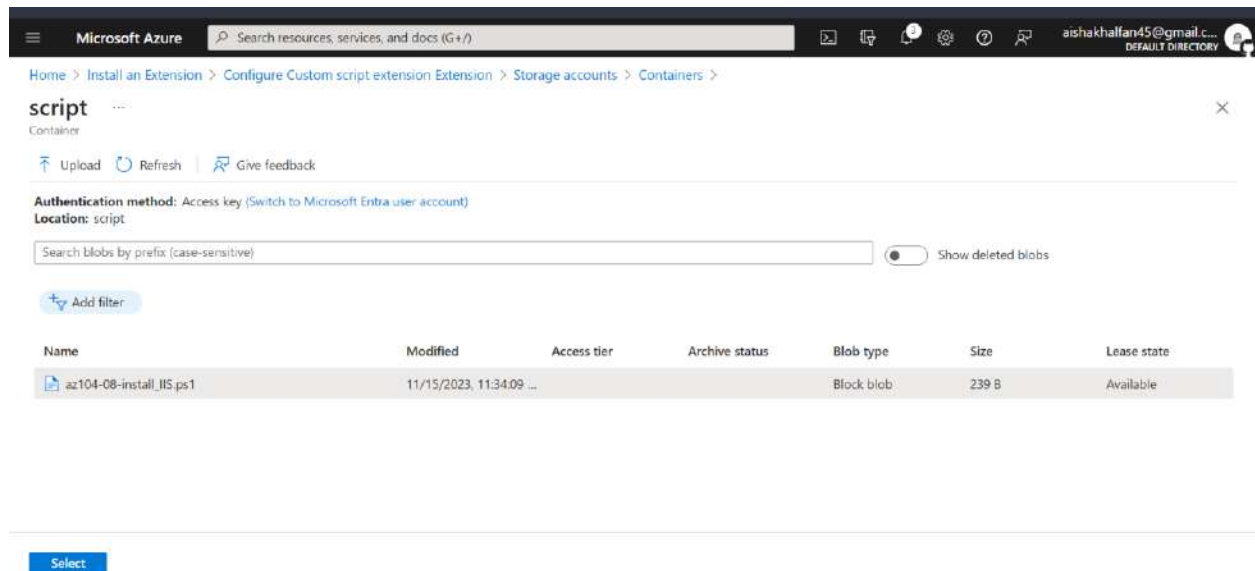 Microsoft Azure
Search resources, services, and docs (G+/)
3
aishakhalfan45@gmail.c...
DEFAULT DIRECTORY
Home > Install an Extension > Configure Custom script extension Extension > Storage accounts > Containers >
script ...
Container
Upload Refresh Give feedback
Authentication method: Access key (Switch to Microsoft Entra user account)
Location: script
Search blobs by prefix (case-sensitive)
Show deleted blobs
Add filter
Name Modified Access tier Archive status Blob type Size Lease state
az104-08-install_IIS.ps1 11/15/2023, 11:34:09 ... Block blob 239 B Available
Select